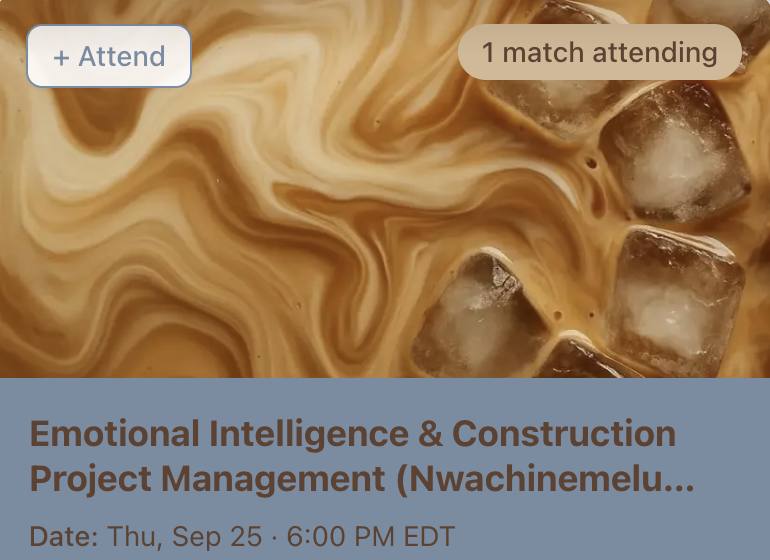 + Attend
1 match attending
Emotional Intelligence & Construction
Project Management (Nwachinemelu...
Date: Thu, Sep 25 · 6:00 PM EDT